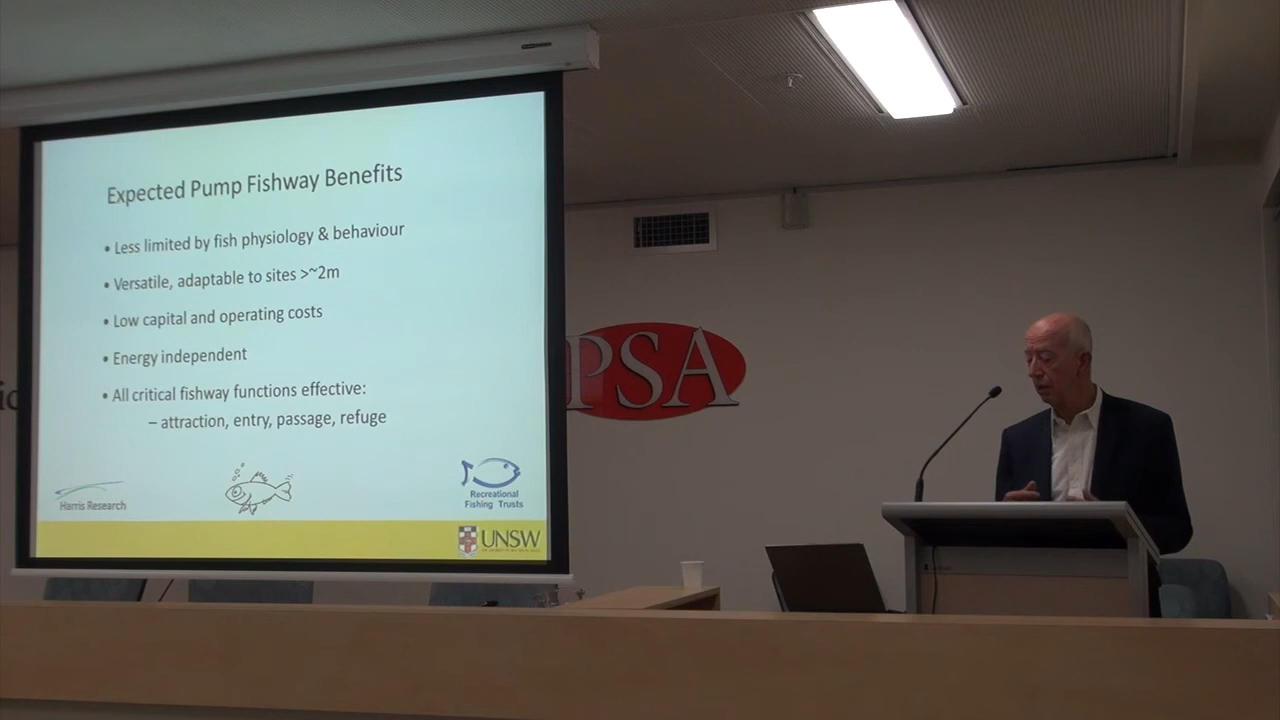 Expected Pump Fishway Benefits
• Less limited by fish physiology & behaviour
• Versatile, adaptable to sites >~2m
• Low capital and operating costs
• Energy independent
• All critical fishway functions effective:
– attraction, entry, passage, refuge
Harris Research
Recreational
Fishing Trusts
UNSW
PSA